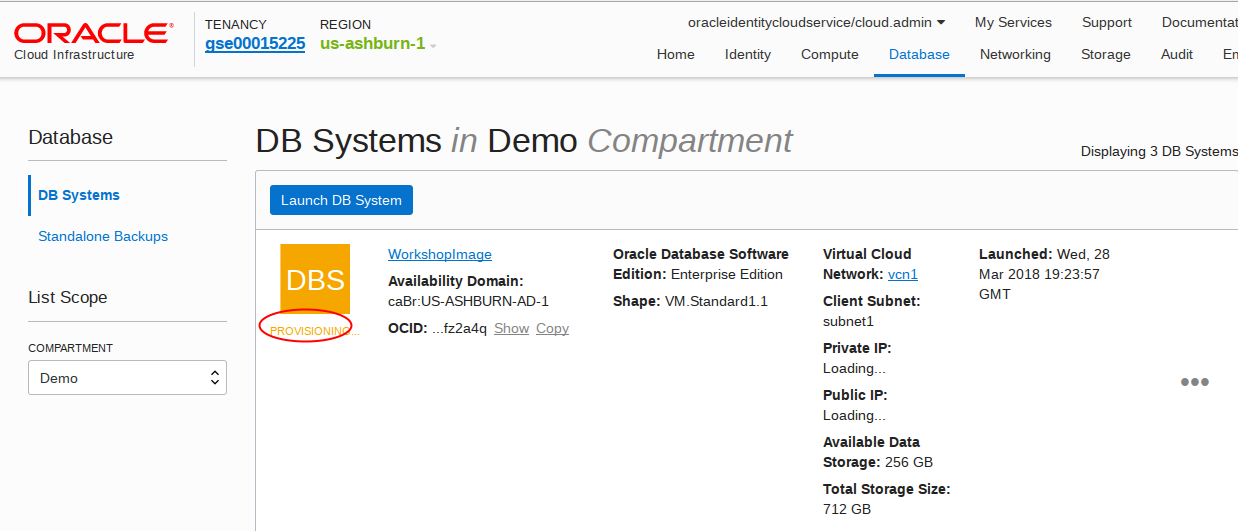 ORACLE®
Cloud Infrastructure
TENANCY
gse00015225
REGION
us-ashburn-1
oracleidentitycloudservice/cloud.admin
My Services
Support
Documentat
Home
Identity
Compute
Database
Networking
Storage
Audit
Em
Database
DB Systems
Standalone Backups
List Scope
COMPARTMENT
Demo
DB Systems in Demo Compartment
Displaying 3 DB Systems
Launch DB System
DBS
PROVISIONING...
WorkshopImage
Availability Domain:
caBr:US-ASHBURN-AD-1
OCID: ...fz2a4q Show Copy
Oracle Database Software
Edition: Enterprise Edition
Shape: VM.Standard1.1
Virtual Cloud
Network: vcn1
Client Subnet:
subnet1
Private IP:
Loading...
Public IP:
Loading...
Available Data
Storage: 256 GB
Total Storage Size:
712 GB
Launched: Wed, 28
Mar 2018 19:23:57
GMT